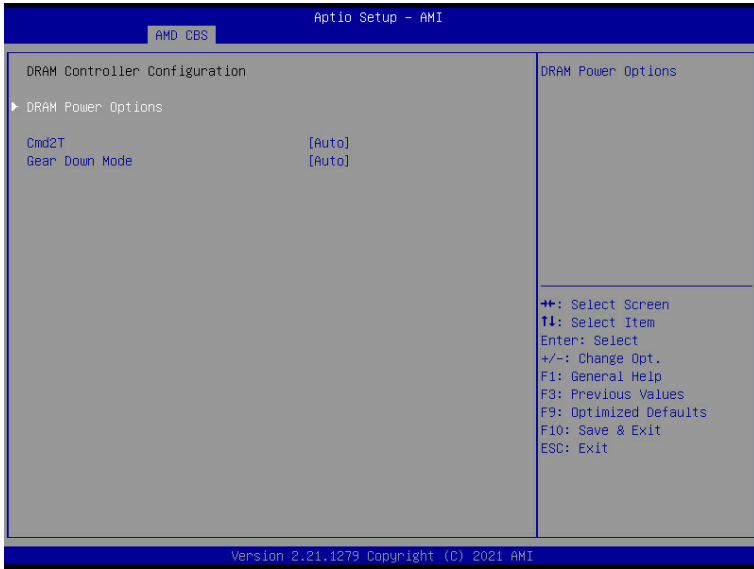 Aptio Setup – AMI
AMD CBS
DRAM Controller Configuration
DRAM Power Options
Cmd2T [Auto]
Gear Down Mode [Auto]
DRAM Power Options
→←: Select Screen
↑↓: Select Item
Enter: Select
+/-: Change Opt.
F1: General Help
F3: Previous Values
F9: Optimized Defaults
F10: Save & Exit
ESC: Exit
Version 2.21.1279 Copyright (C) 2021 AMI